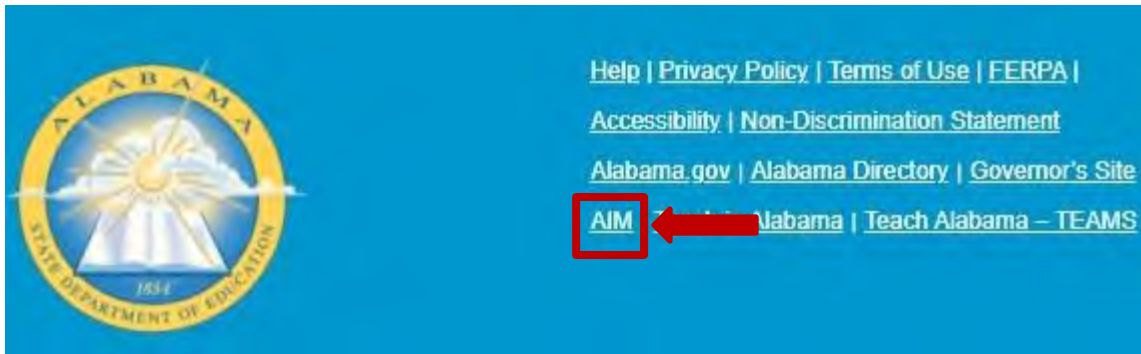 ALABAMA
STATE DEPARTMENT OF EDUCATION
1854
Help | Privacy Policy | Terms of Use | FERPA |
Accessibility | Non-Discrimination Statement
Alabama.gov | Alabama Directory | Governor's Site
AIM Alabama | Teach Alabama – TEAMS